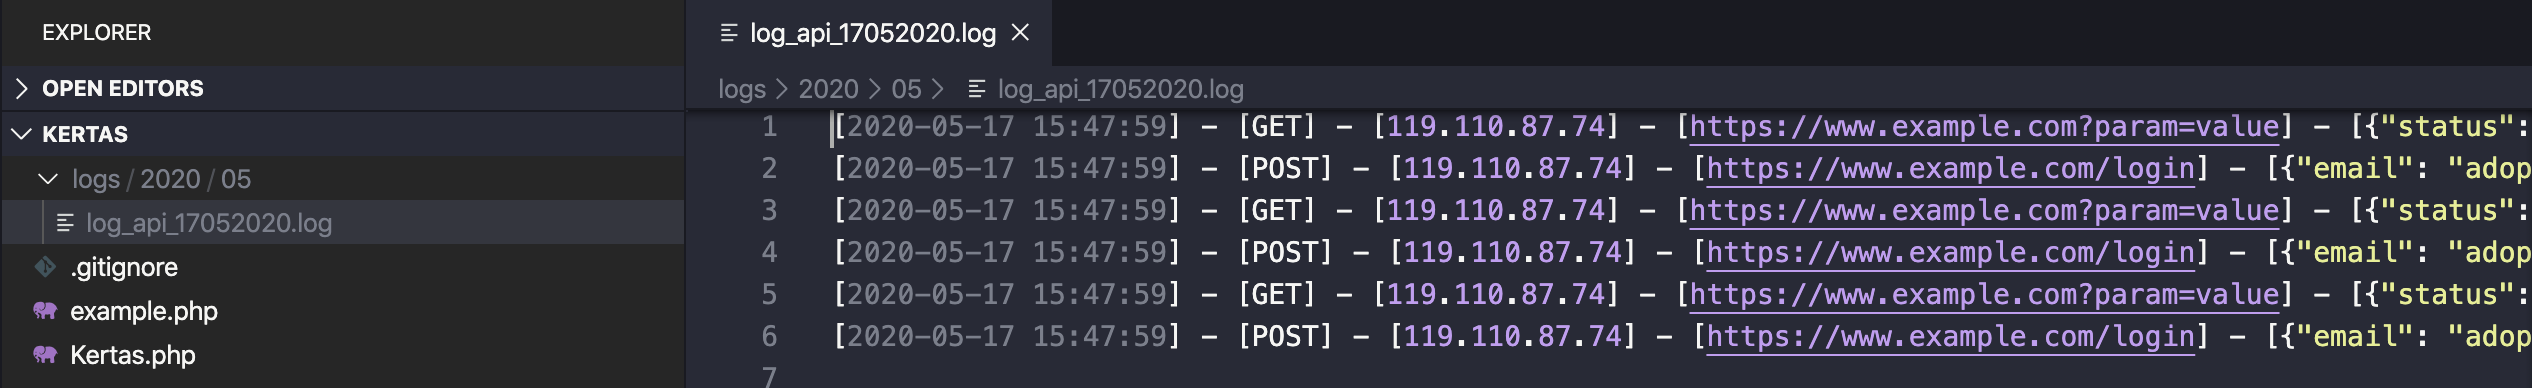 EXPLORER
OPEN EDITORS
KERTAS
logs / 2020 / 05
log_api_17052020.log
.gitignore
example.php
Kertas.php
log_api_17052020.log
logs > 2020 > 05 > log_api_17052020.log
1 [2020-05-17 15:47:59] - [GET] - [119.110.87.74] - [https://www.example.com?param=value] - [{"status":
2 [2020-05-17 15:47:59] - [POST] - [119.110.87.74] - [https://www.example.com/login] - [{"email": "adop
3 [2020-05-17 15:47:59] - [GET] - [119.110.87.74] - [https://www.example.com?param=value] - [{"status":
4 [2020-05-17 15:47:59] - [POST] - [119.110.87.74] - [https://www.example.com/login] - [{"email": "adop
5 [2020-05-17 15:47:59] - [GET] - [119.110.87.74] - [https://www.example.com?param=value] - [{"status":
6 [2020-05-17 15:47:59] - [POST] - [119.110.87.74] - [https://www.example.com/login] - [{"email": "adop
7